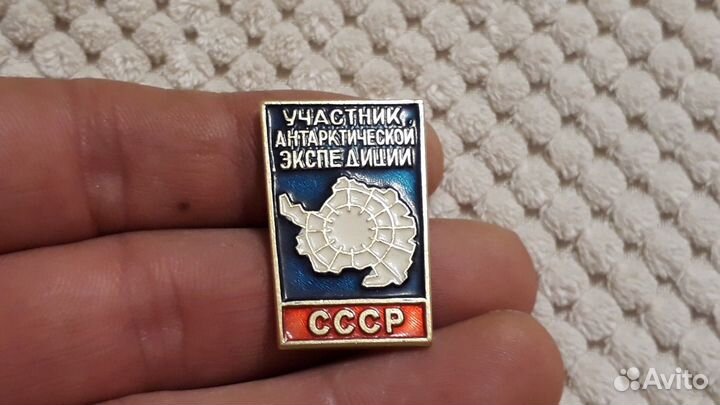 УЧАСТНИК
АНТАРКТИЧЕСКОЙ
ЭКСПЕДИЦИИ
СССР
Avito